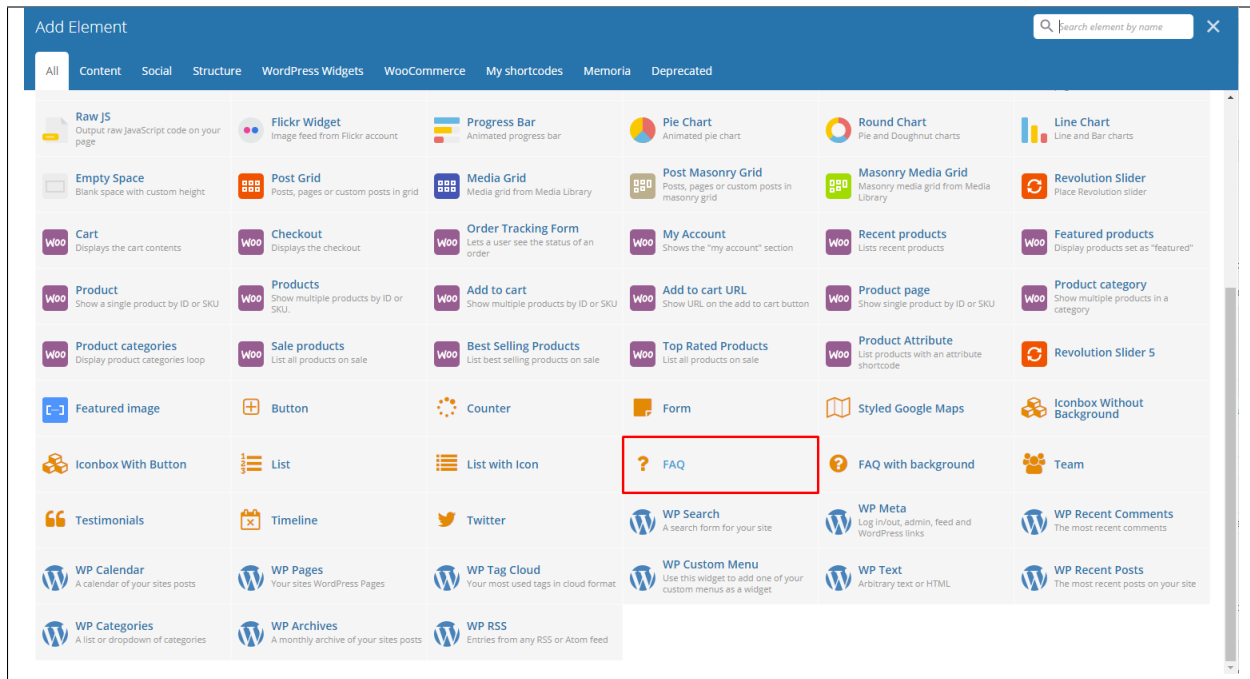 Add Element
Search element by name
All Content Social Structure WordPress Widgets WooCommerce My shortcodes Memoria Deprecated
Raw JS
Output raw JavaScript code on your
page
Flickr Widget
Image feed from Flickr account
Progress Bar
Animated progress bar
Pie Chart
Animated pie chart
Round Chart
Pie and Doughnut charts
Line Chart
Line and Bar charts
Empty Space
Blank space with custom height
Post Grid
Posts, pages or custom posts in grid
Media Grid
Media grid from Media Library
Post Masonry Grid
Posts, pages or custom posts in
masonry grid
Masonry Media Grid
Masonry media grid from Media
Library
Revolution Slider
Place Revolution slider
Woo
Cart
Displays the cart contents
Woo
Checkout
Displays the checkout
Woo
Order Tracking Form
Lets a user see the status of an
order
Woo
My Account
Shows the "my account" section
Woo
Recent products
Lists recent products
Woo
Featured products
Display products set as "featured"
Woo
Product
Show a single product by ID or SKU
Woo
Products
Show multiple products by ID or
SKU.
Woo
Add to cart
Show multiple products by ID or SKU
Woo
Add to cart URL
Show URL on the add to cart button
Woo
Product page
Show single product by ID or SKU
Woo
Product category
Show multiple products in a
category
Woo
Product categories
Display product categories loop
Woo
Sale products
List all products on sale
Woo
Best Selling Products
List best selling products on sale
Woo
Top Rated Products
List all products on sale
Woo
Product Attribute
List products with an attribute
shortcode
Revolution Slider 5
Featured image
Button
Counter
Form
Styled Google Maps
Iconbox Without
Background
Iconbox With Button
List
List with Icon
? FAQ
? FAQ with background
Team
Testimonials
Timeline
Twitter
WP Search
A search form for your site
WP Meta
Log in/out, admin, feed and
WordPress links
WP Recent Comments
The most recent comments
WP Calendar
A calendar of your sites posts
WP Pages
Your sites WordPress Pages
WP Tag Cloud
Your most used tags in cloud format
WP Custom Menu
Use this widget to add one of your
custom menus as a widget
WP Text
Arbitrary text or HTML
WP Recent Posts
The most recent posts on your site
WP Categories
A list or dropdown of categories
WP Archives
A monthly archive of your sites posts
WP RSS
Entries from any RSS or Atom feed